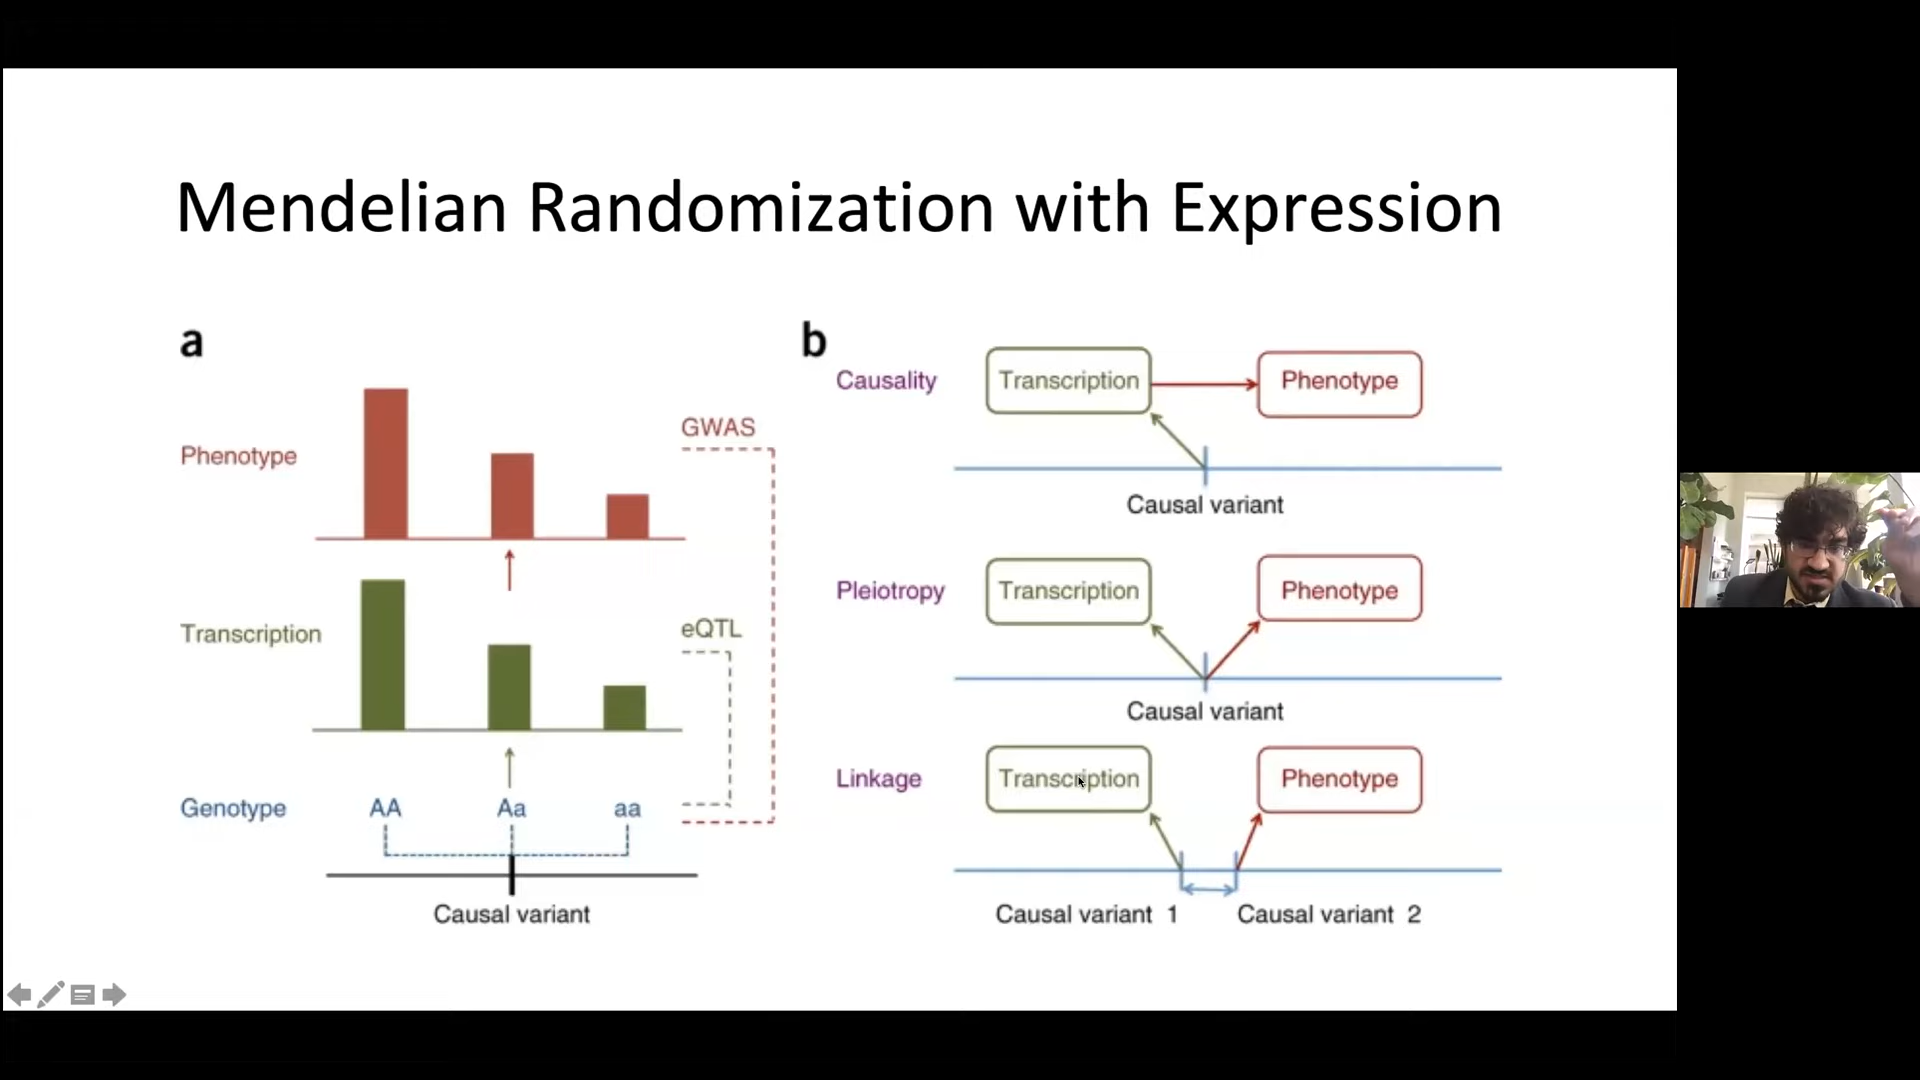 Mendelian Randomization with Expression
a
Phenotype
GWAS
Transcription
eQTL
Genotype AA Aa aa
Causal variant
b
Causality Transcription Phenotype
Causal variant
Pleiotropy Transcription Phenotype
Causal variant
Linkage Transcription Phenotype
Causal variant 1 Causal variant 2